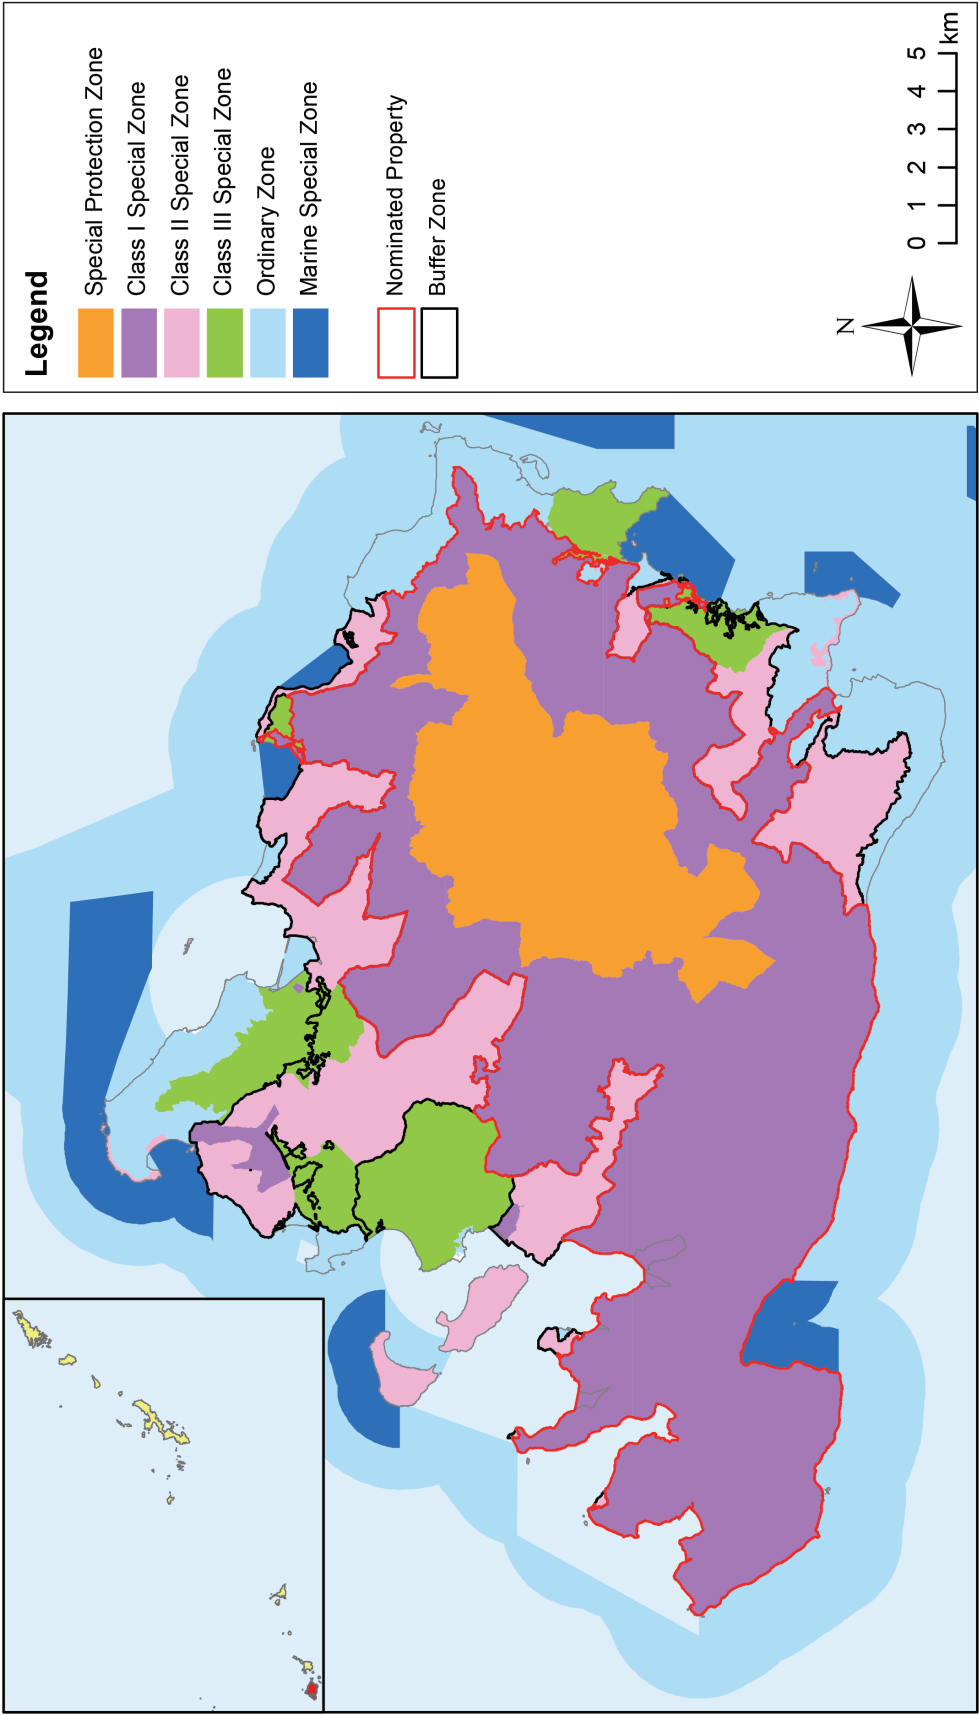 Legend
Special Protection Zone
Class I Special Zone
Class II Special Zone
Class III Special Zone
Ordinary Zone
Marine Special Zone
Nominated Property
Buffer Zone
N
0 1 2 3 4 5 km